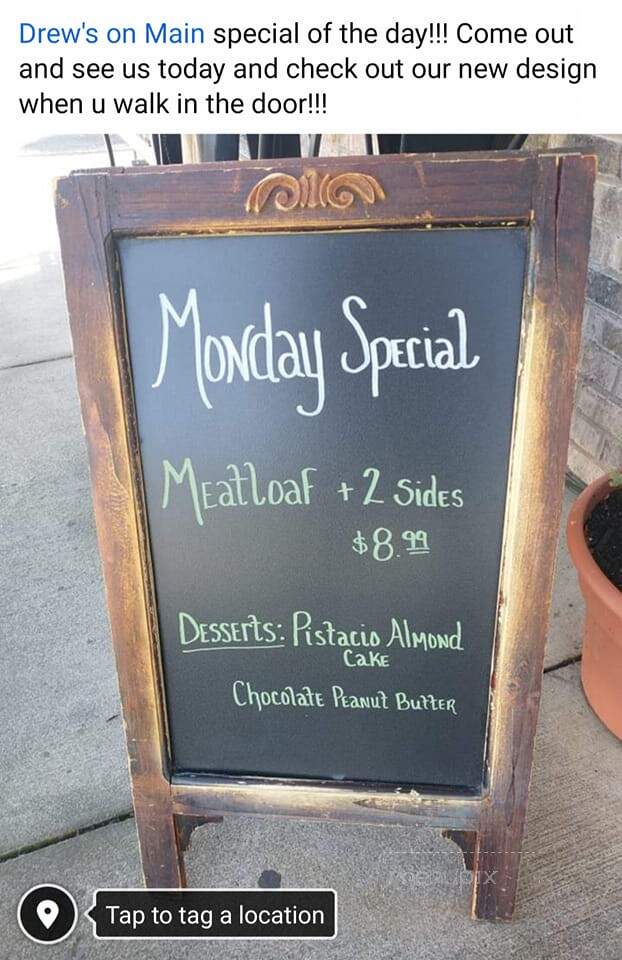 Drew's on Main special of the day!!! Come out
and see us today and check out our new design
when u walk in the door!!!
Monday Special
Meatloaf + 2 Sides
$8.99
Desserts: Pistacio Almond
Cake
Chocolate Peanut Butter
menupix
Tap to tag a location